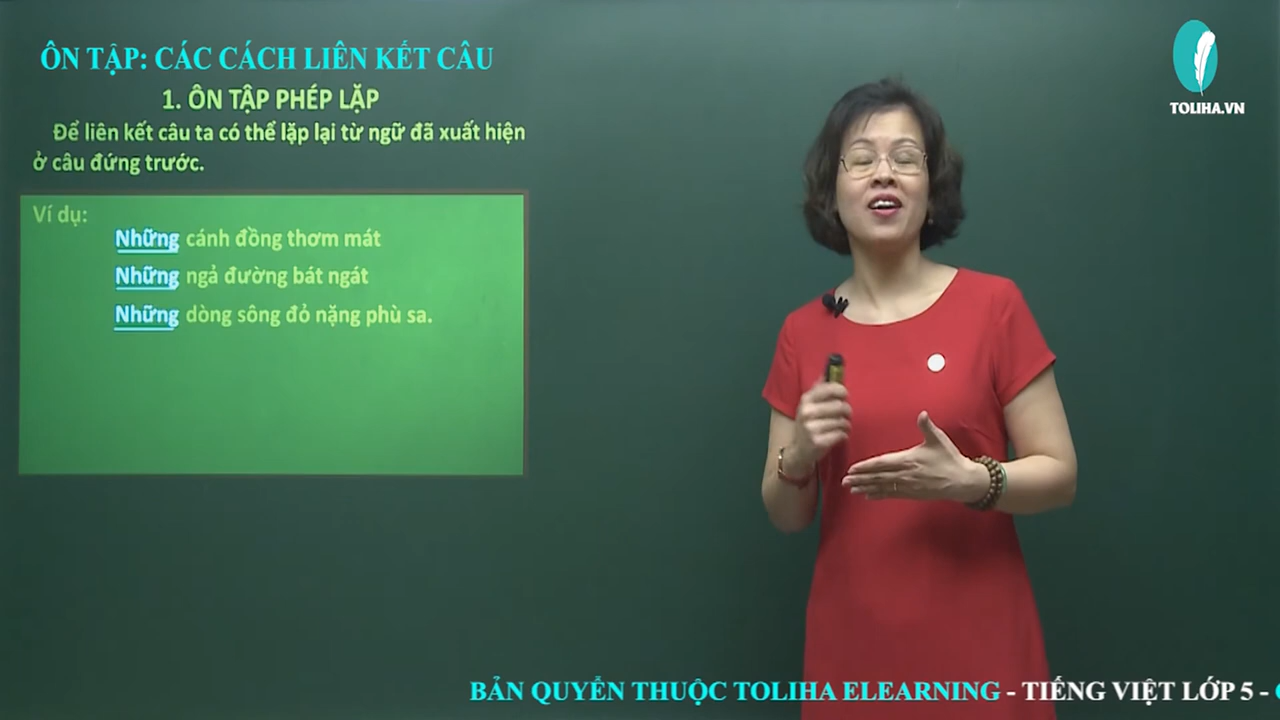 ÔN TẬP: CÁC CÁCH LIÊN KẾT CÂU
1. ÔN TẬP PHÉP LẶP
Để liên kết câu ta có thể lặp lại từ ngữ đã xuất hiện
ở câu đứng trước.
Ví dụ:
Những cánh đồng thơm mát
Những ngả đường bát ngát
Những dòng sông đỏ nặng phù sa.
TOLIHA.VN
BẢN QUYỂN THUỘC TOLIHA ELEARNING - TIẾNG VIỆT LỚP 5 -